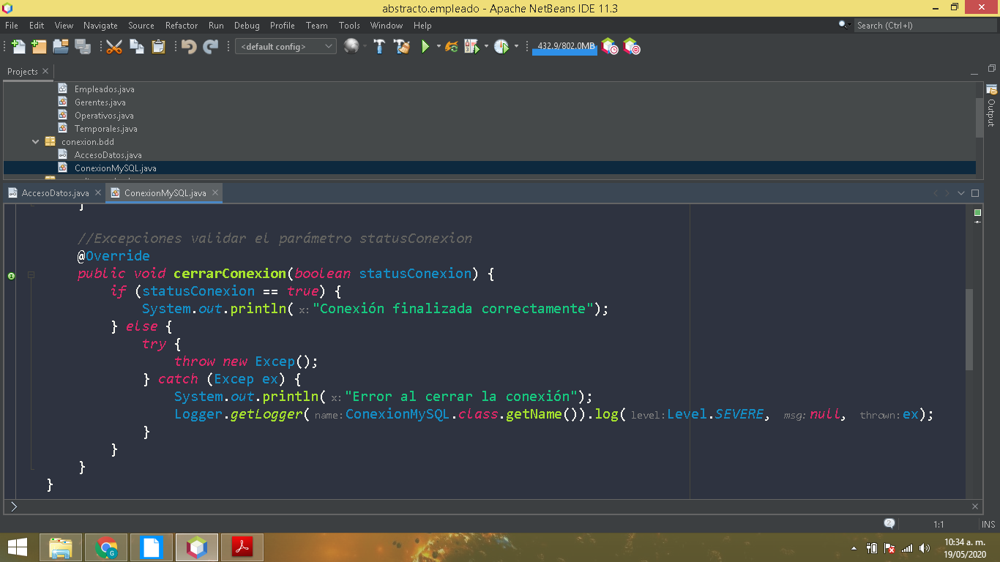 abstracto.empleado - Apache NetBeans IDE 11.3
File Edit View Navigate Source Refactor Run Debug Profile Team Tools Window Help
Search (Ctrl+I)
<default config>
432.9/802.0MB
Projects
Empleados.java
Gerentes.java
Operativos.java
Temporales.java
conexion.bdd
AccesoDatos.java
ConexionMySQL.java
Output
AccesoDatos.java ConexionMySQL.java
}
//Excepciones validar el parámetro statusConexion
@Override
public void cerrarConexion(boolean statusConexion) {
if (statusConexion == true) {
System.out.println( x: "Conexión finalizada correctamente");
} else {
try {
throw new Excep();
} catch (Excep ex) {
System.out.println( x: "Error al cerrar la conexión");
Logger.getLogger( name: ConexionMySQL.class.getName()).log( level: Level.SEVERE, msg: null, thrown: ex);
}
}
}
}
1:1 INS
10:34 a. m.
19/05/2020